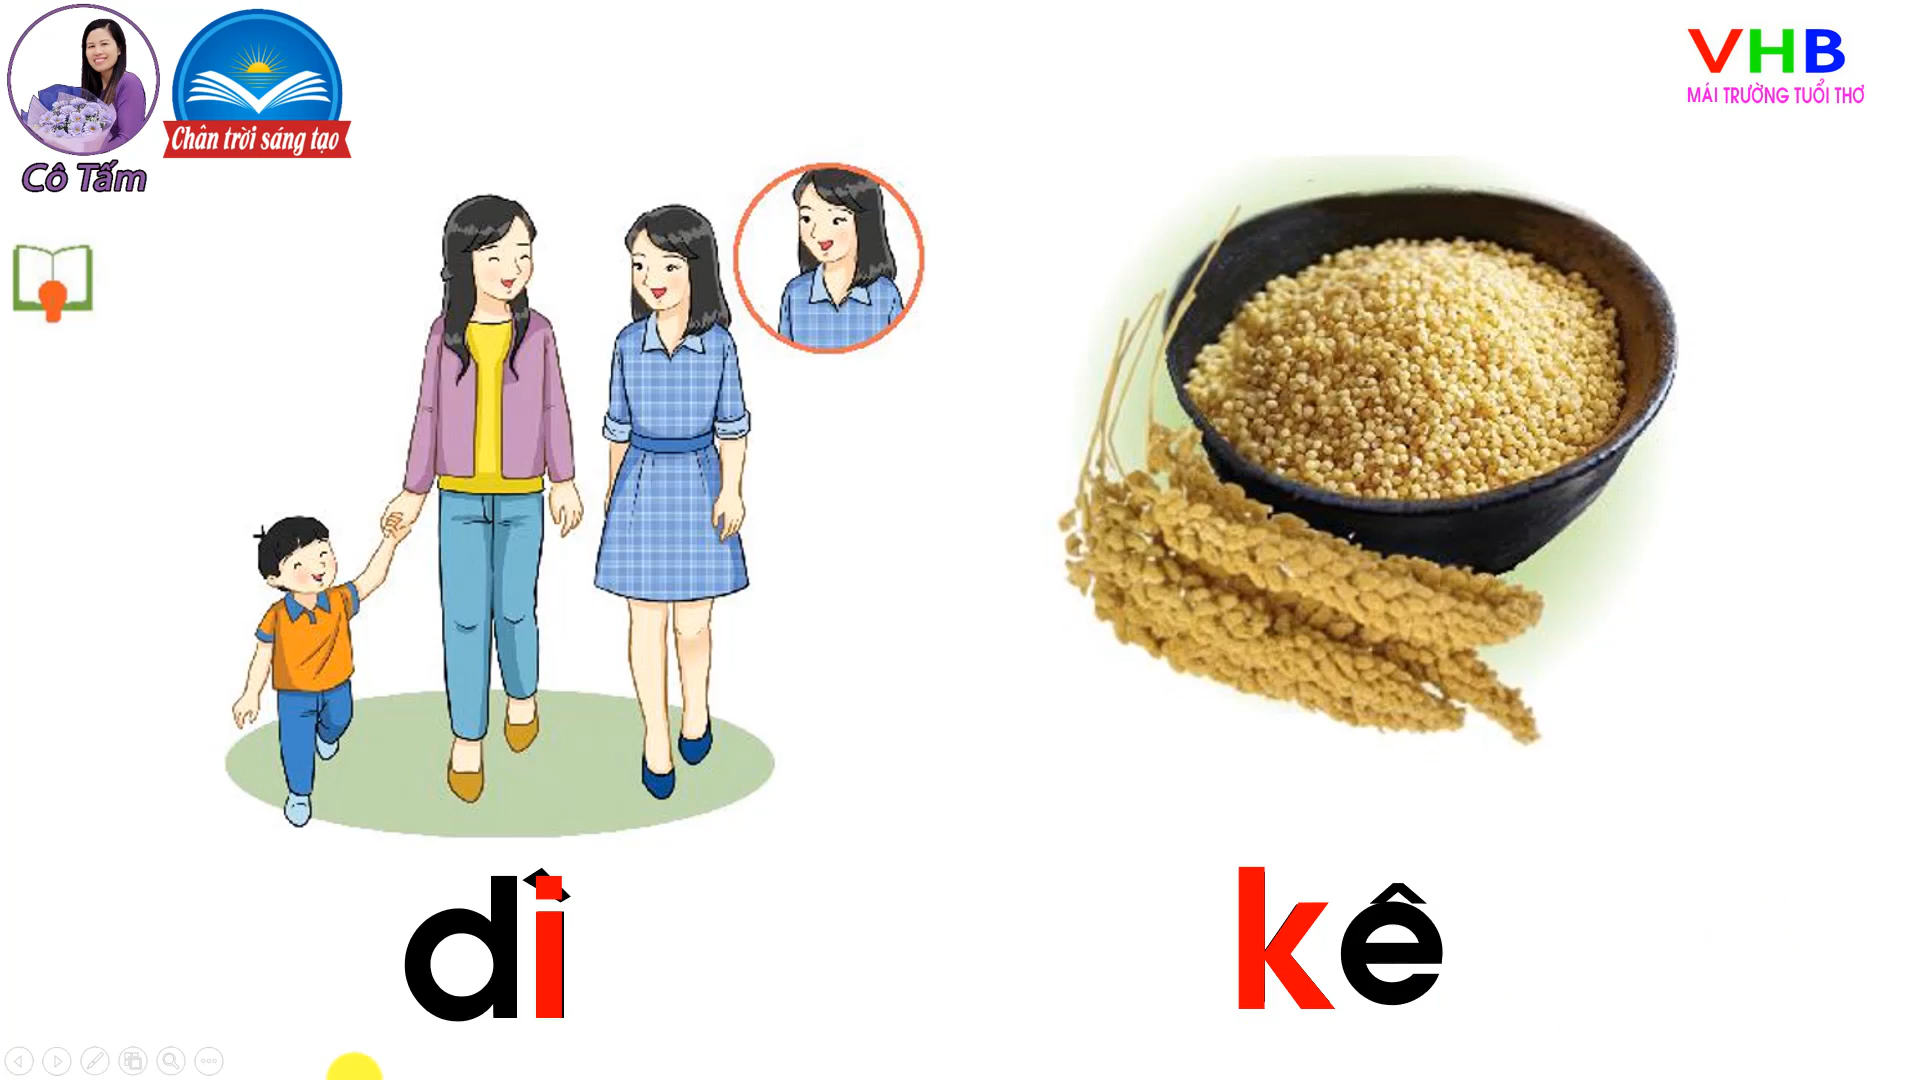 Cô Tấm
Chân trời sáng tạo
VHB
MÁI TRƯỜNG TUỔI THƠ
dì
kê